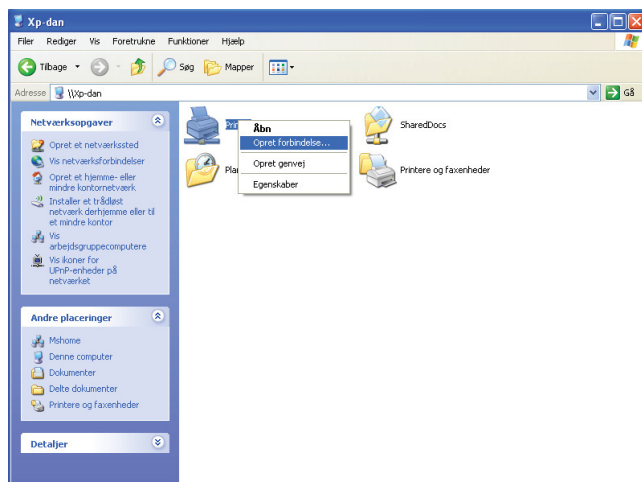 Xp-dan
Filer Rediger Vis Foretrukne Funktioner Hjælp
Tilbage Søg Mapper
Adresse \\Xp-dan Gå
Netværksopgaver
Opret et netværkssted
Vis netværksforbindelser
Opret et hjemme- eller
mindre kontornetværk
Installer et trådløst
netværk derhjemme eller til
et mindre kontor
Vis
arbejdsgruppecomputere
Vis ikoner for
UPnP-enheder på
netværket
Andre placeringer
Mshome
Denne computer
Dokumenter
Delte dokumenter
Printere og faxenheder
Detaljer
Åbn
Opret forbindelse...
Opret genvej
Egenskaber
SharedDocs
Printere og faxenheder